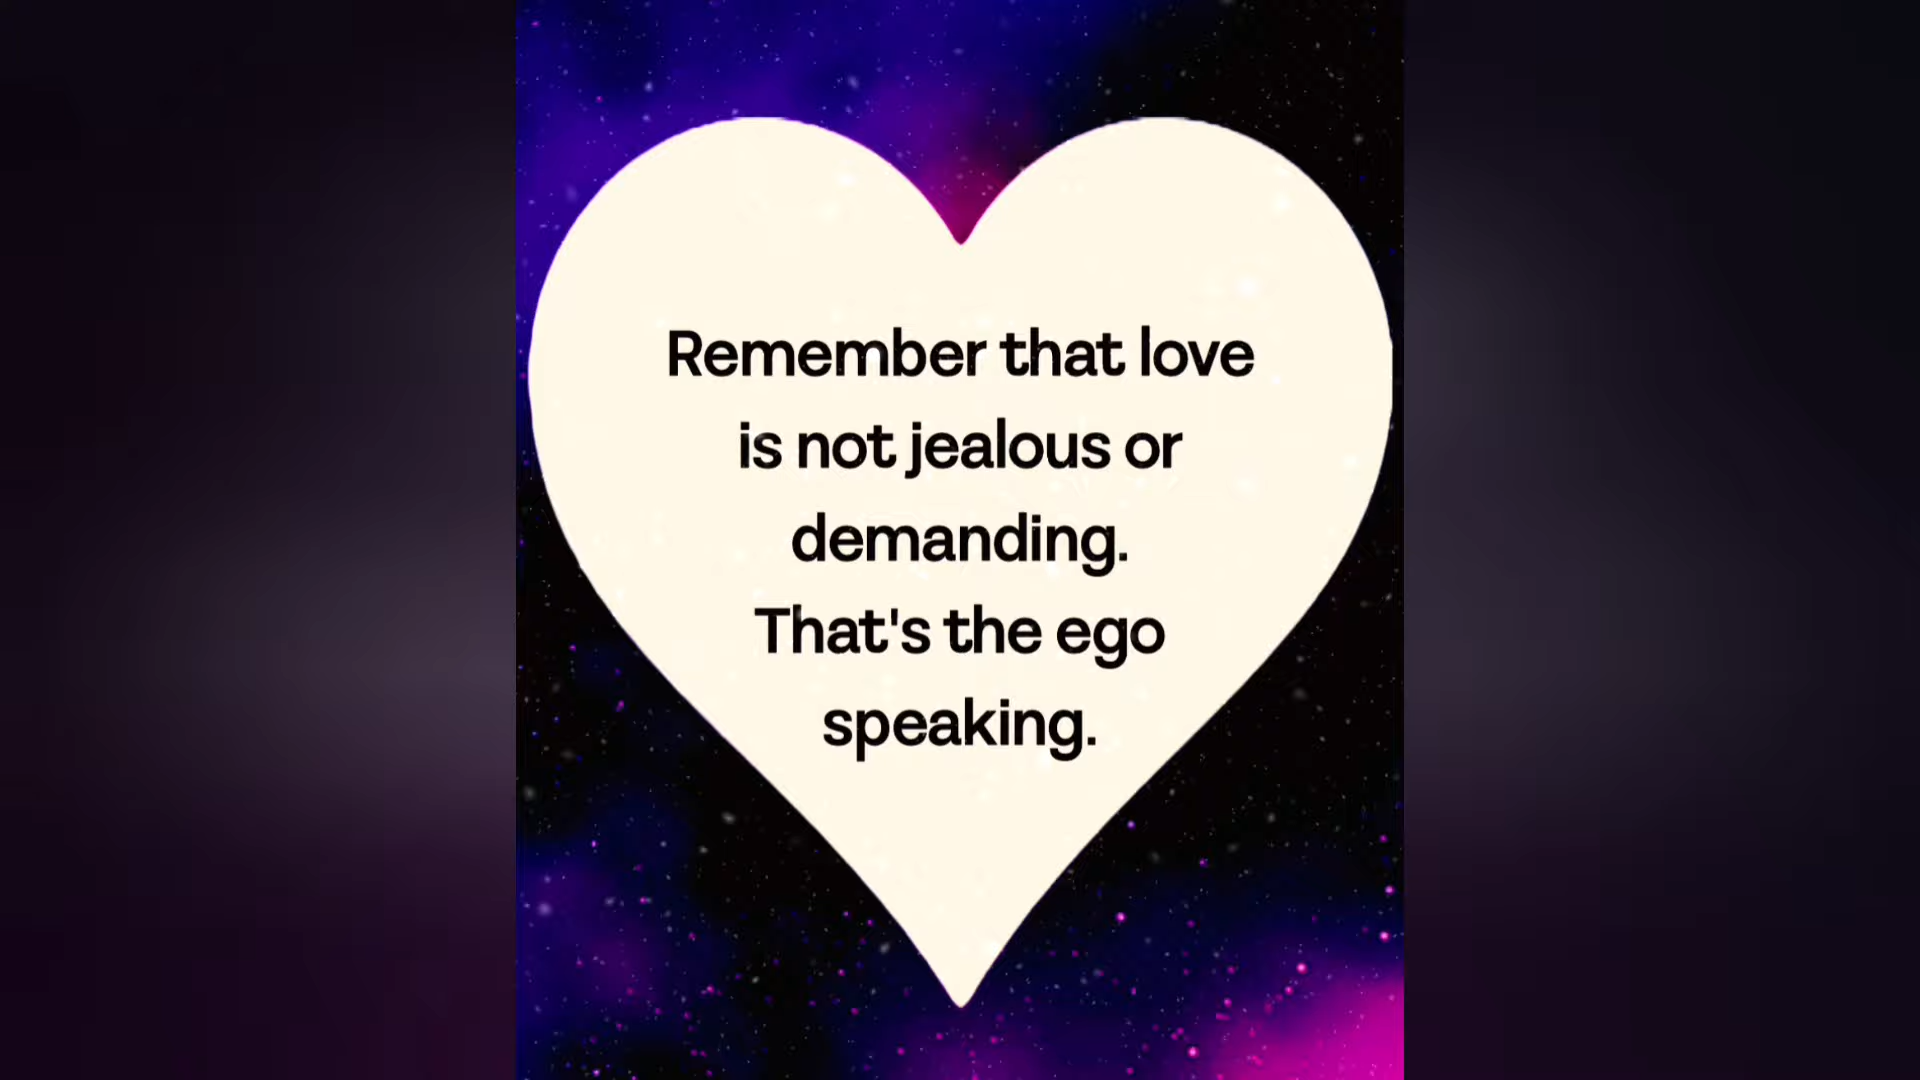 Remember that love
is not jealous or
demanding.
That's the ego
speaking.